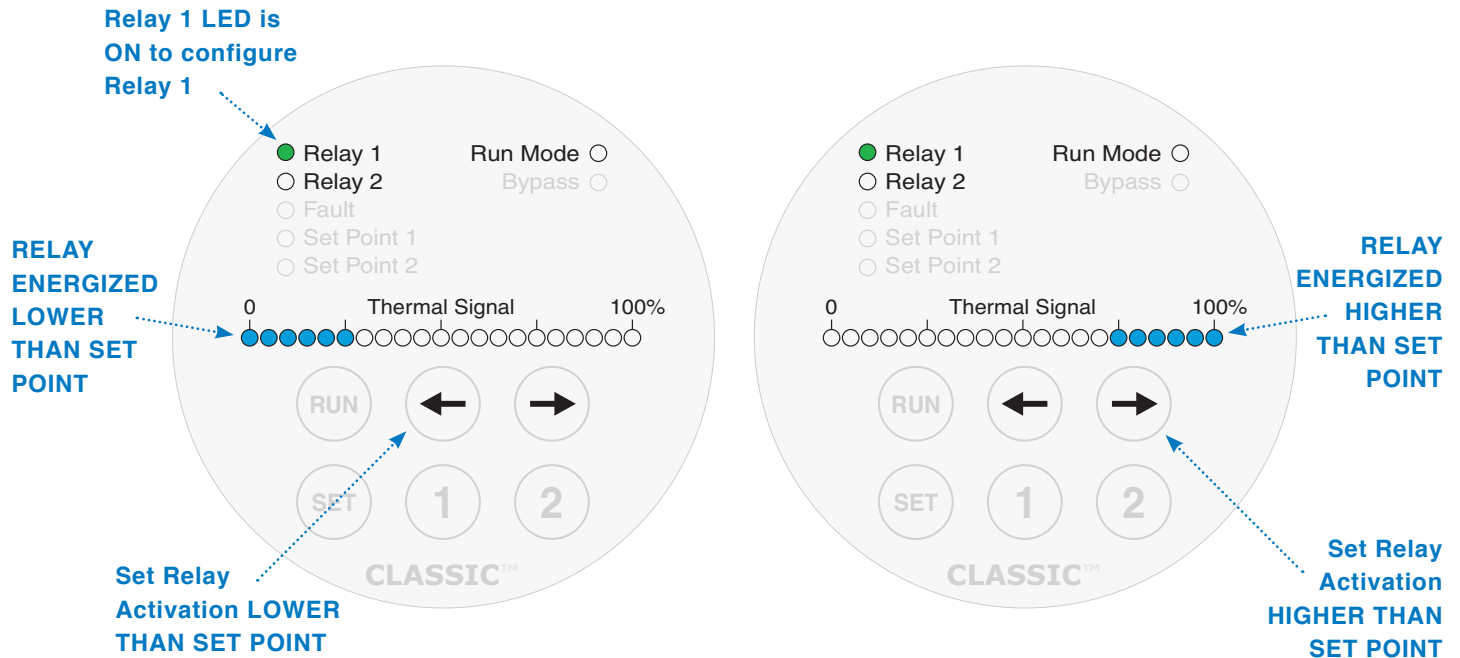 Relay 1 LED is
ON to configure
Relay 1
Relay 1
Run Mode
Relay 2
Bypass
Fault
Set Point 1
Set Point 2
RELAY
ENERGIZED
LOWER
THAN SET
POINT
0 Thermal Signal 100%
RUN
SET 1 2
CLASSIC™
Set Relay
Activation LOWER
THAN SET POINT
Relay 1
Run Mode
Relay 2
Bypass
Fault
Set Point 1
Set Point 2
RELAY
ENERGIZED
HIGHER
THAN SET
POINT
0 Thermal Signal 100%
RUN
SET 1 2
CLASSIC™
Set Relay
Activation
HIGHER THAN
SET POINT